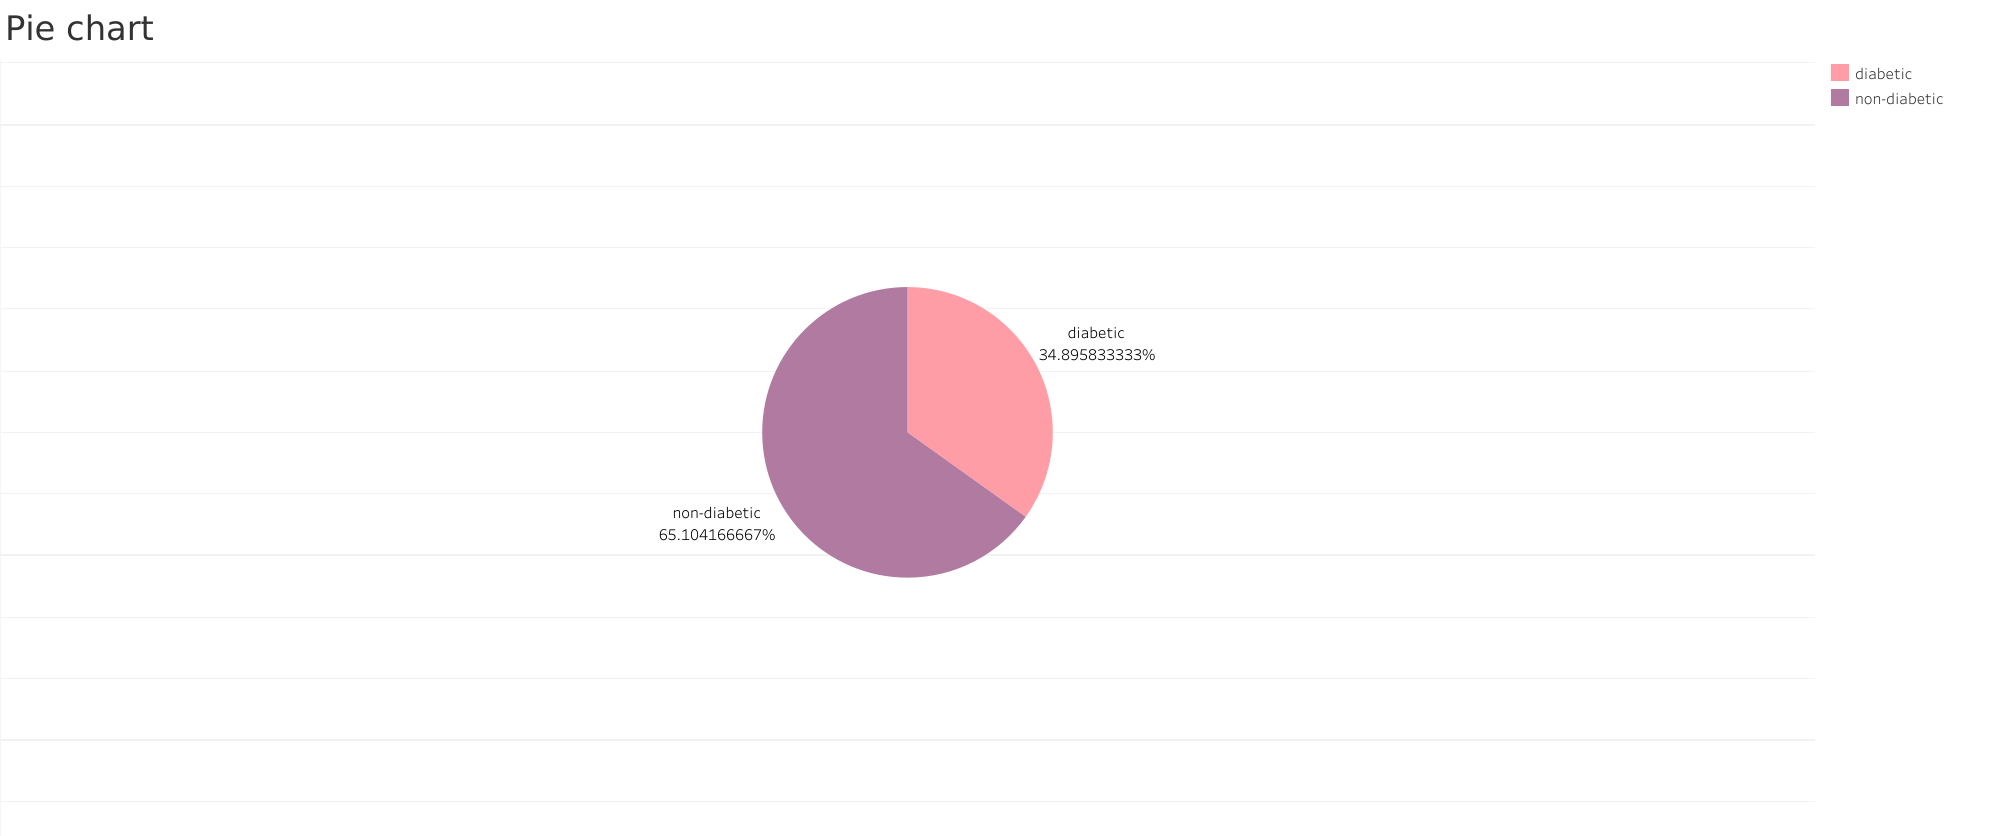 Pie chart
diabetic
non-diabetic
diabetic
34.895833333%
non-diabetic
65.104166667%